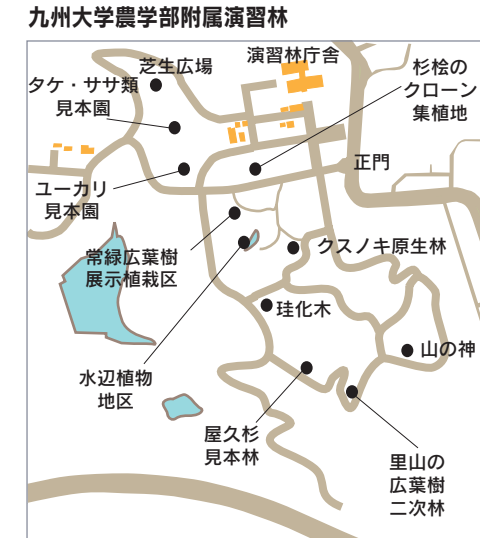 九州大学農学部附属演習林
芝生広場
演習林庁舎
タケ・ササ類
見本園
杉桧の
クローン
集植地
正門
ユーカリ
見本園
常緑広葉樹
展示植栽区
クスノキ原生林
珪化木
山の神
水辺植物
地区
屋久杉
見本林
里山の
広葉樹
二次林